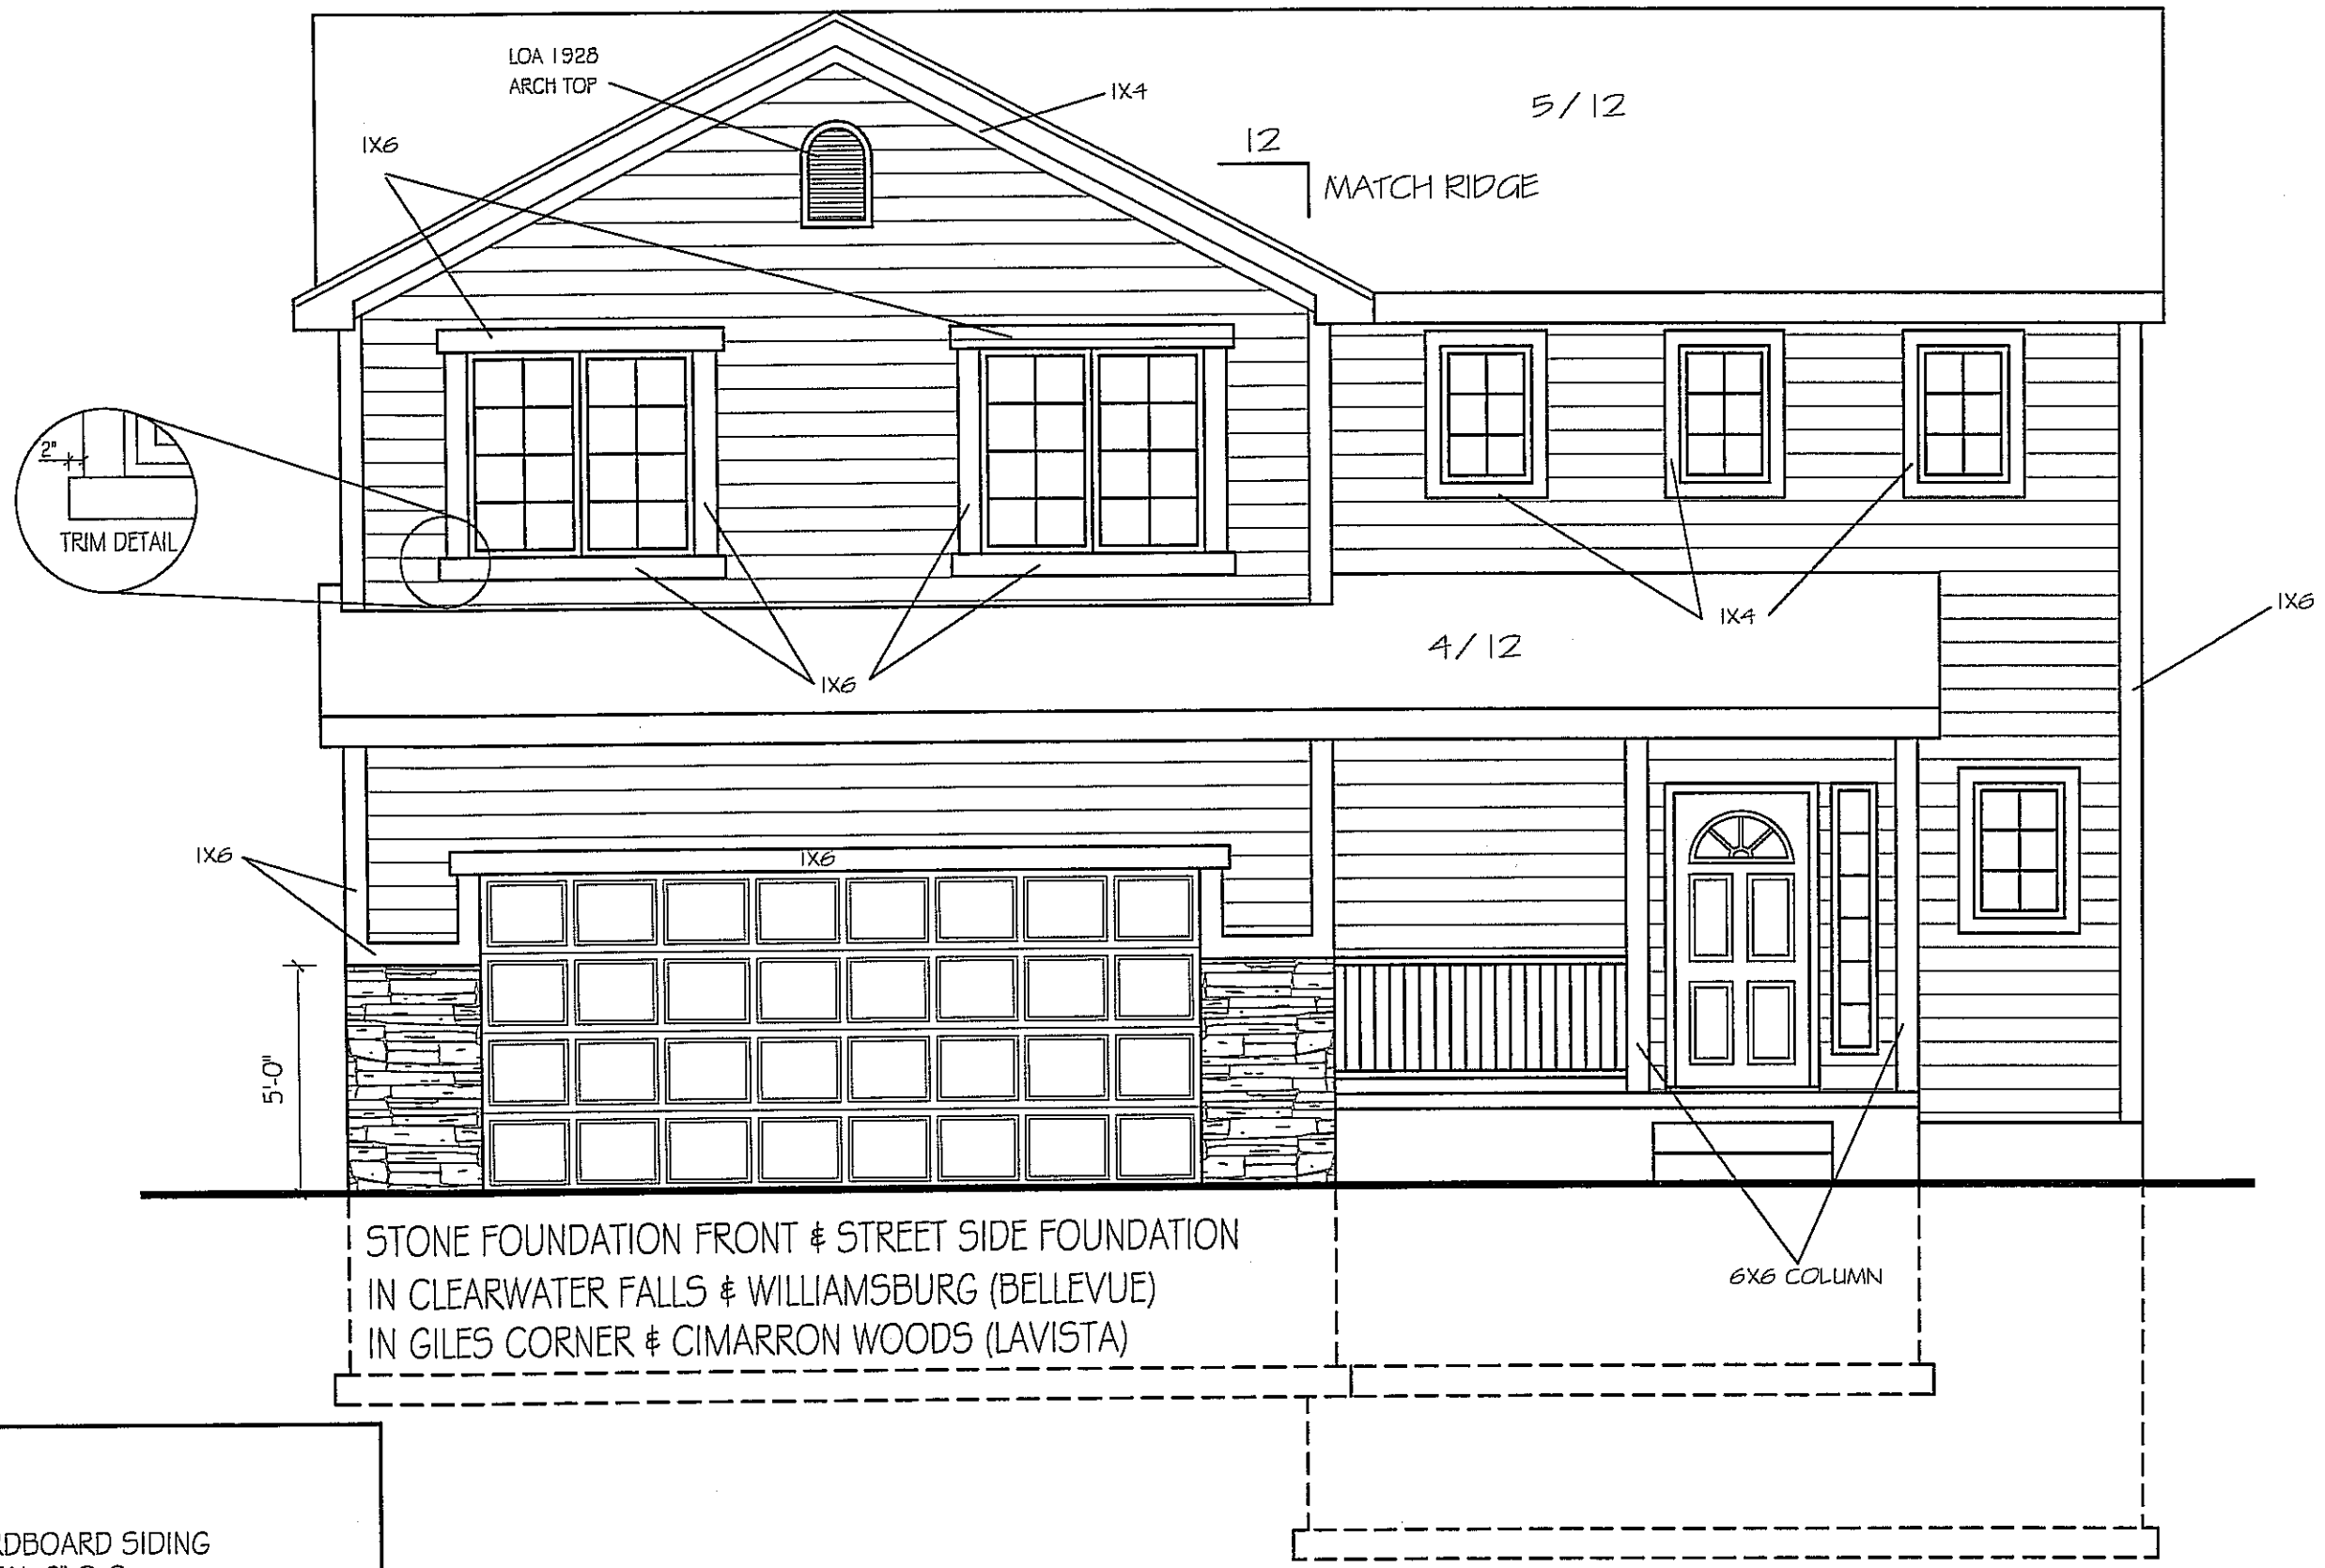 LOA 1928
ARCH TOP
1X4
5/12
1X6
12
MATCH RIDGE
2"
TRIM DETAIL
1X4
1X6
4/12
1X6
1X6
1X6
5'-0"
STONE FOUNDATION FRONT & STREET SIDE FOUNDATION
IN CLEARWATER FALLS & WILLIAMSBURG (BELLEVUE)
IN GILES CORNER & CIMARRON WOODS (LAVISTA)
6X6 COLUMN
RDBOARD SIDING